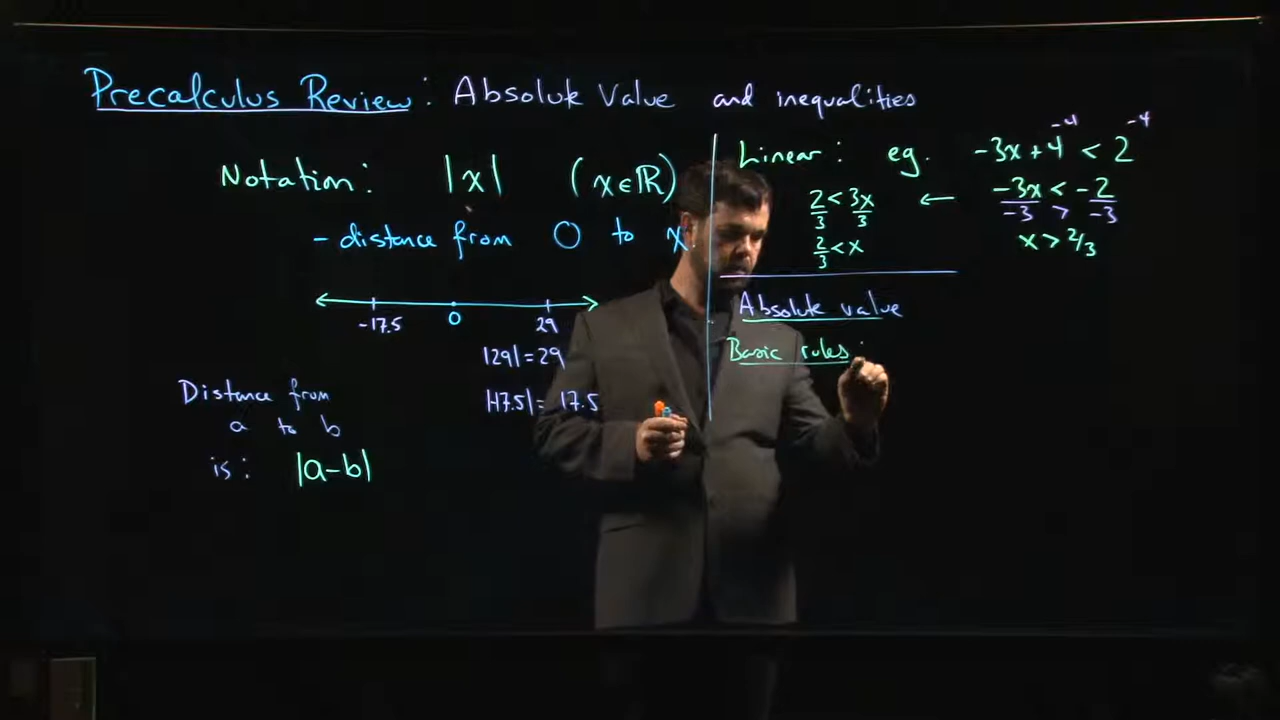 Precalculus Review: Absolute Value and inequalities
Notation: |x| (x∈ℝ)
- distance from 0 to x.
-17.5 0 29
|29|=29
|-17.5|= 17.5
Distance from
a to b
is: |a-b|
Linear: eg. -3x+4 < 2
-4 -4
-3x < -2
-3 > -3
x > 2/3
←
2 < 3x
3 3
2/3 < x
Absolute value
Basic rules: